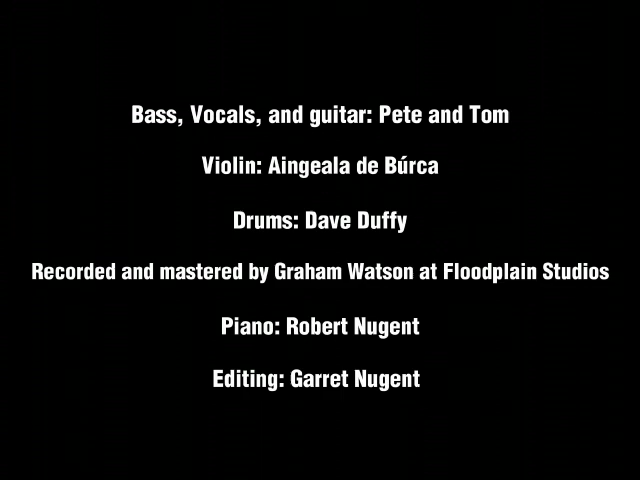 Bass, Vocals, and guitar: Pete and Tom
Violin: Aingeala de Búrca
Drums: Dave Duffy
Recorded and mastered by Graham Watson at Floodplain Studios
Piano: Robert Nugent
Editing: Garret Nugent